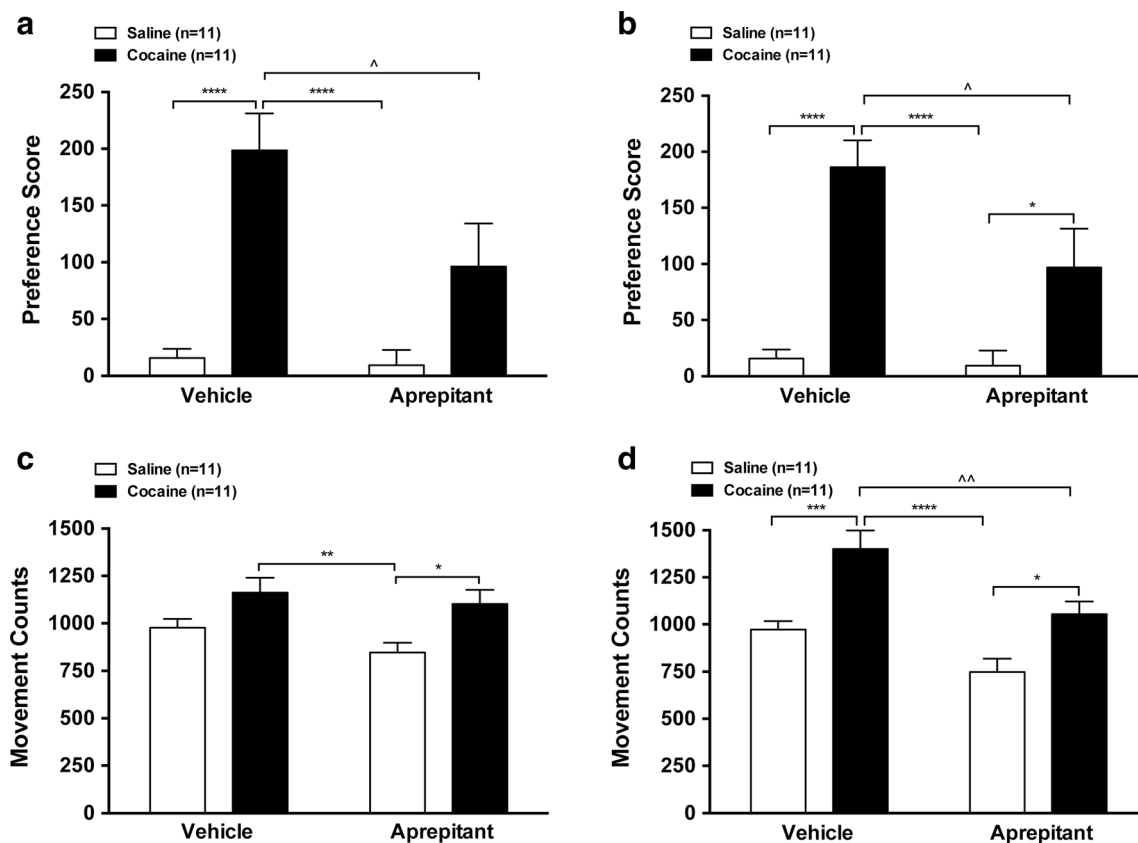 a
Saline (n=11)
Cocaine (n=11)
^
**** ****
Preference Score
250
200
150
100
50
0
Vehicle Aprepitant
b
Saline (n=11)
Cocaine (n=11)
^
**** ****
*
Preference Score
250
200
150
100
50
0
Vehicle Aprepitant
c
Saline (n=11)
Cocaine (n=11)
** *
Movement Counts
1500
1250
1000
750
500
250
0
Vehicle Aprepitant
d
Saline (n=11)
Cocaine (n=11)
^^
*** ****
*
Movement Counts
1500
1250
1000
750
500
250
0
Vehicle Aprepitant